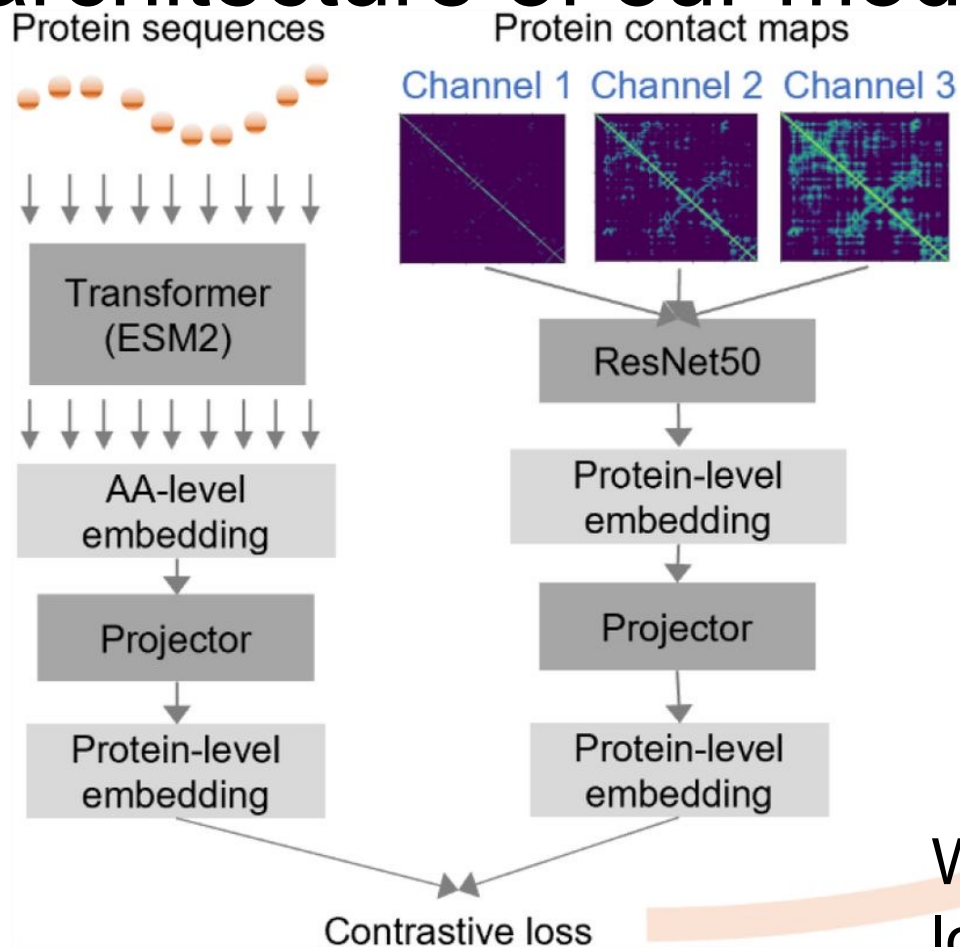 Protein sequences
Protein contact maps
Channel 1 Channel 2 Channel 3
Transformer
(ESM2)
AA-level
embedding
Projector
Protein-level
embedding
ResNet50
Protein-level
embedding
Projector
Protein-level
embedding
Contrastive loss